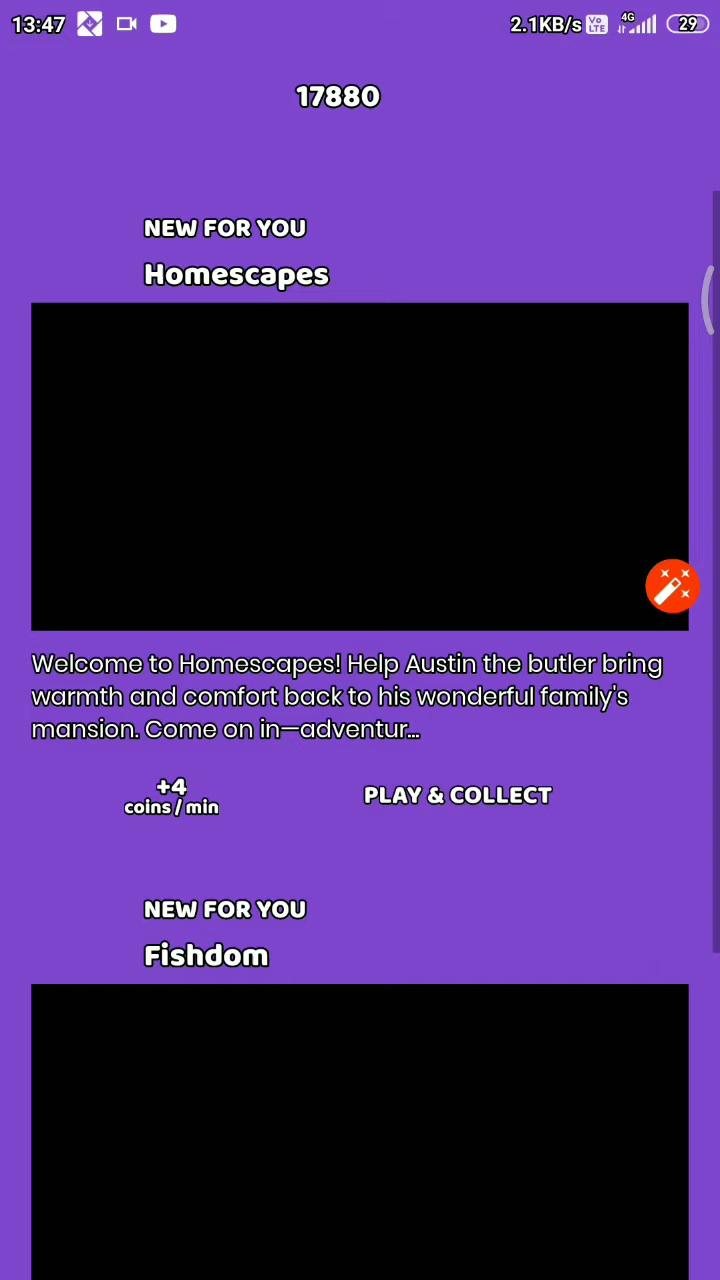 13:47
2.1KB/s Vo LTE 4G 29
17880
NEW FOR YOU
Homescapes
Welcome to Homescapes! Help Austin the butler bring
warmth and comfort back to his wonderful family's
mansion. Come on in—adventur...
+4
coins / min
PLAY & COLLECT
NEW FOR YOU
Fishdom